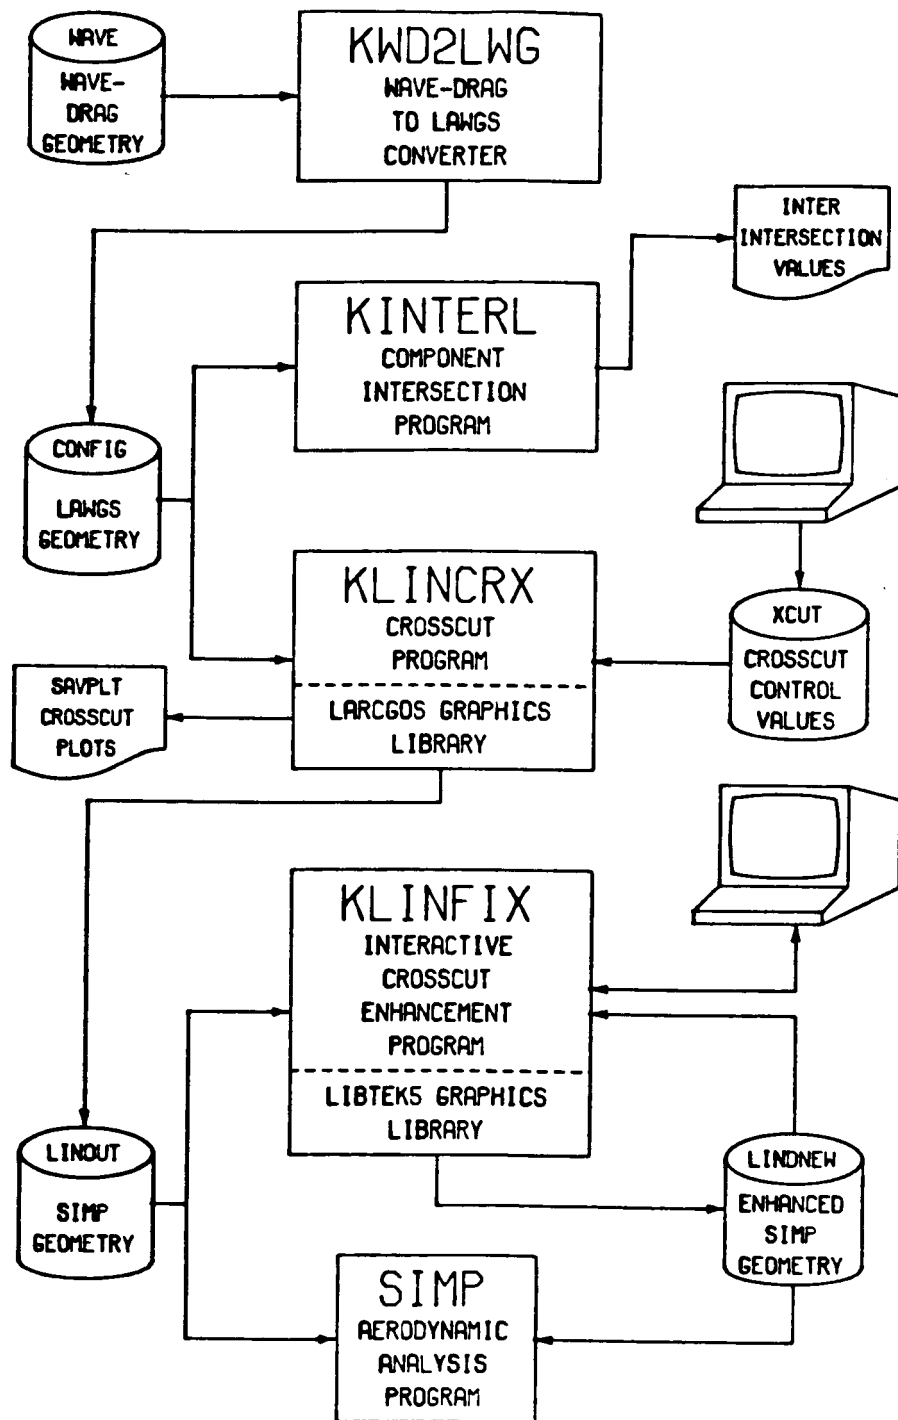 WAVE
WAVE-
DRAG
GEOMETRY
KWD2LWG
WAVE-DRAG
TO LAWGS
CONVERTER
INTER
INTERSECTION
VALUES
KINTERL
COMPONENT
INTERSECTION
PROGRAM
CONFIG
LAWGS
GEOMETRY
KLINCRX
CROSSCUT
PROGRAM
LARCGOS GRAPHICS
LIBRARY
XCUT
CROSSCUT
CONTROL
VALUES
SAVPLT
CROSSCUT
PLOTS
KLINFIX
INTERACTIVE
CROSSCUT
ENHANCEMENT
PROGRAM
LIBTEK5 GRAPHICS
LIBRARY
LINOUT
SIMP
GEOMETRY
LINDNEW
ENHANCED
SIMP
GEOMETRY
SIMP
AERODYNAMIC
ANALYSIS
PROGRAM